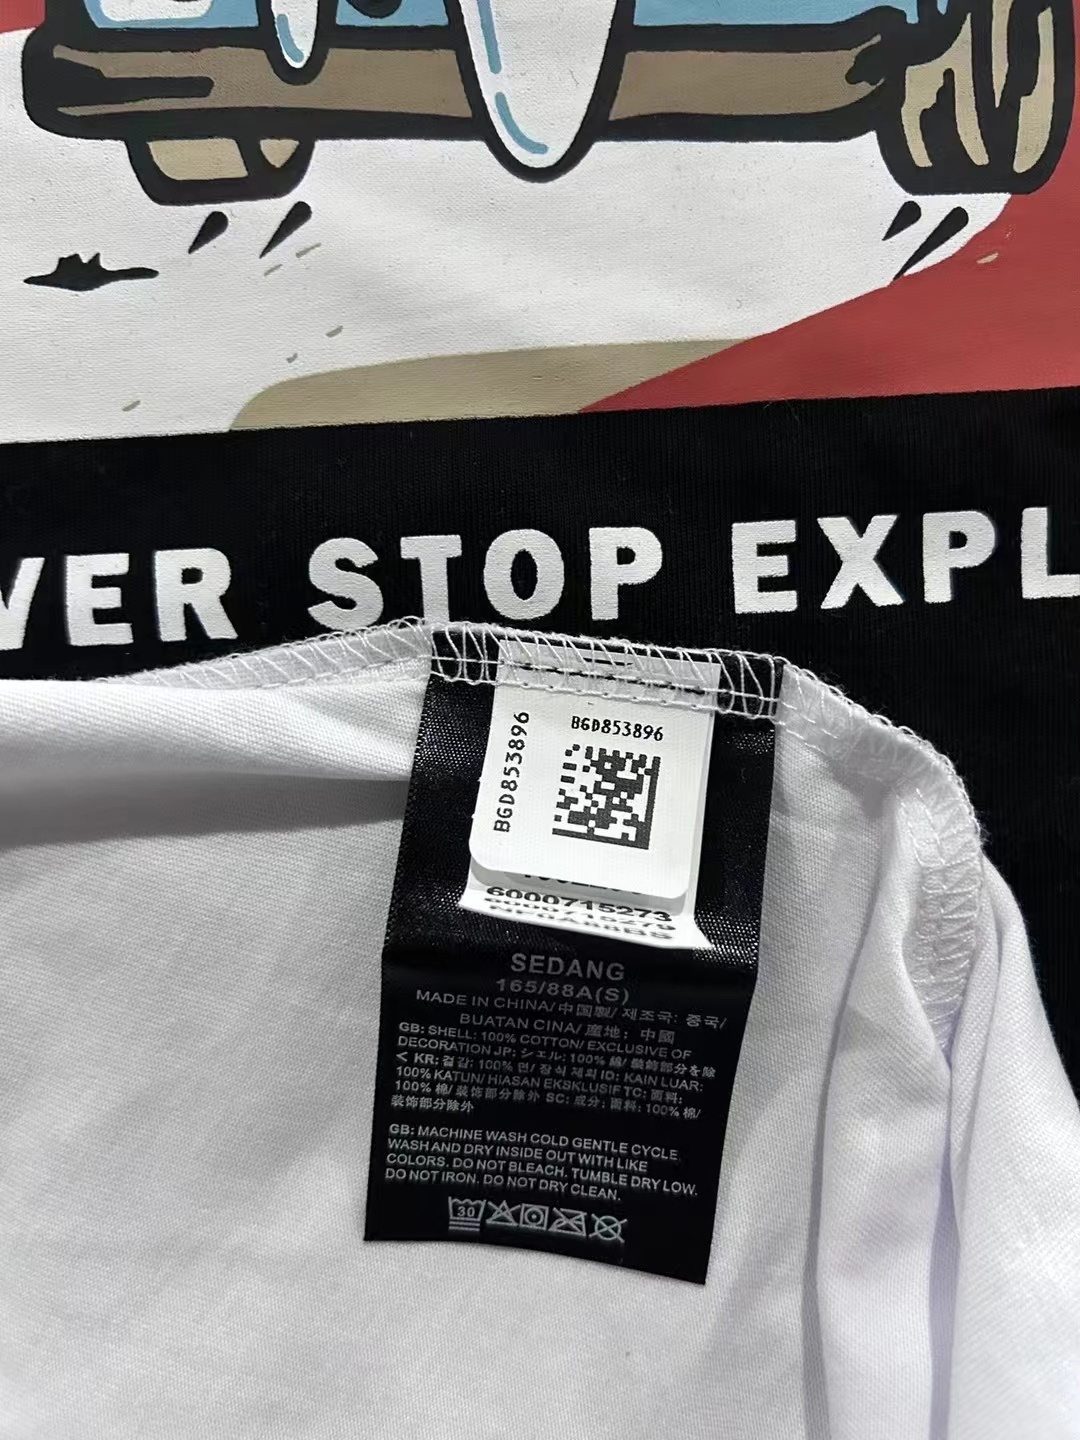 VER STOP EXPL
BGD853896
BGD853896
6000715273
6000715279
SEDANG
165/88A(S)
MADE IN CHINA/ 中国製/ 제조국: 중국/
BUATAN CINA/ 產地: 中國
GB: SHELL: 100% COTTON/ EXCLUSIVE OF
DECORATION JP: シェル: 100% 綿/ 装飾部分を除
< KR: 겉감: 100% 면/ 장식 제외 ID: KAIN LUAR:
100% KATUN/ HIASAN EKSKLUSIF TC: 面料:
100% 棉/ 裝饰部分除外 SC: 成分: 面料: 100% 棉/
装饰部分除外
GB: MACHINE WASH COLD GENTLE CYCLE.
WASH AND DRY INSIDE OUT WITH LIKE
COLORS. DO NOT BLEACH. TUMBLE DRY LOW.
DO NOT IRON. DO NOT DRY CLEAN.
30